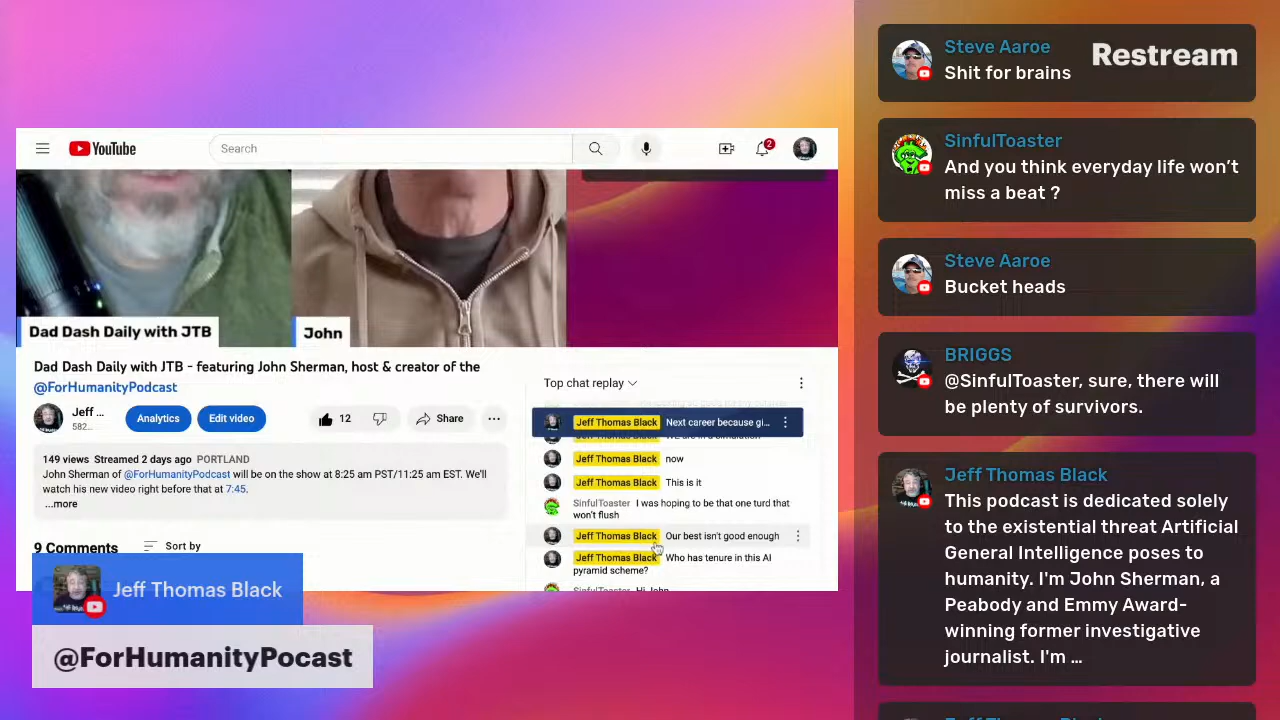 YouTube
Search
2
Dad Dash Daily with JTB
John
Dad Dash Daily with JTB - featuring John Sherman, host & creator of the
@ForHumanityPodcast
Jeff ...
582...
Analytics
Edit video
12
Share
149 views Streamed 2 days ago PORTLAND
John Sherman of @ForHumanityPodcast will be on the show at 8:25 am PST/11:25 am EST. We'll
watch his new video right before that at 7:45.
...more
9 Comments
Sort by
Top chat replay
Jeff Thomas Black Next career because gi...
Jeff Thomas Black now
Jeff Thomas Black This is it
SinfulToaster I was hoping to be that one turd that
won't flush
Jeff Thomas Black Our best isn't good enough
Jeff Thomas Black Who has tenure in this AI
pyramid scheme?
SinfulToaster Hi John
Jeff Thomas Black
@ForHumanityPocast
Restream
Steve Aaroe
Shit for brains
SinfulToaster
And you think everyday life won't
miss a beat ?
Steve Aaroe
Bucket heads
BRIGGS
@SinfulToaster, sure, there will
be plenty of survivors.
Jeff Thomas Black
This podcast is dedicated solely
to the existential threat Artificial
General Intelligence poses to
humanity. I'm John Sherman, a
Peabody and Emmy Award-
winning former investigative
journalist. I'm ...
Jeff Thomas Black